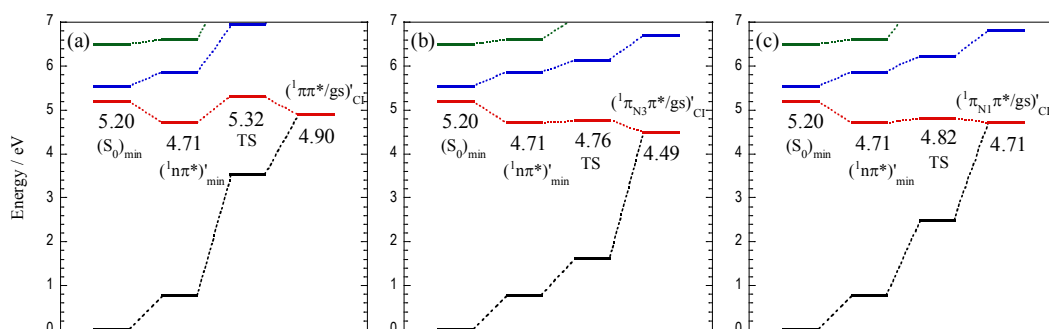 Energy / eV
7
6
5
4
3
2
1
0
(a)
5.20
(S0)min
4.71
(¹nπ*)'min
5.32
TS
(¹ππ*/gs)'CI
4.90
7
6
5
4
3
2
1
0
(b)
5.20
(S0)min
4.71
(¹nπ*)'min
4.76
TS
(¹πN3π*/gs)'CI
4.49
7
6
5
4
3
2
1
0
(c)
5.20
(S0)min
4.71
(¹nπ*)'min
4.82
TS
(¹πN1π*/gs)'CI
4.71